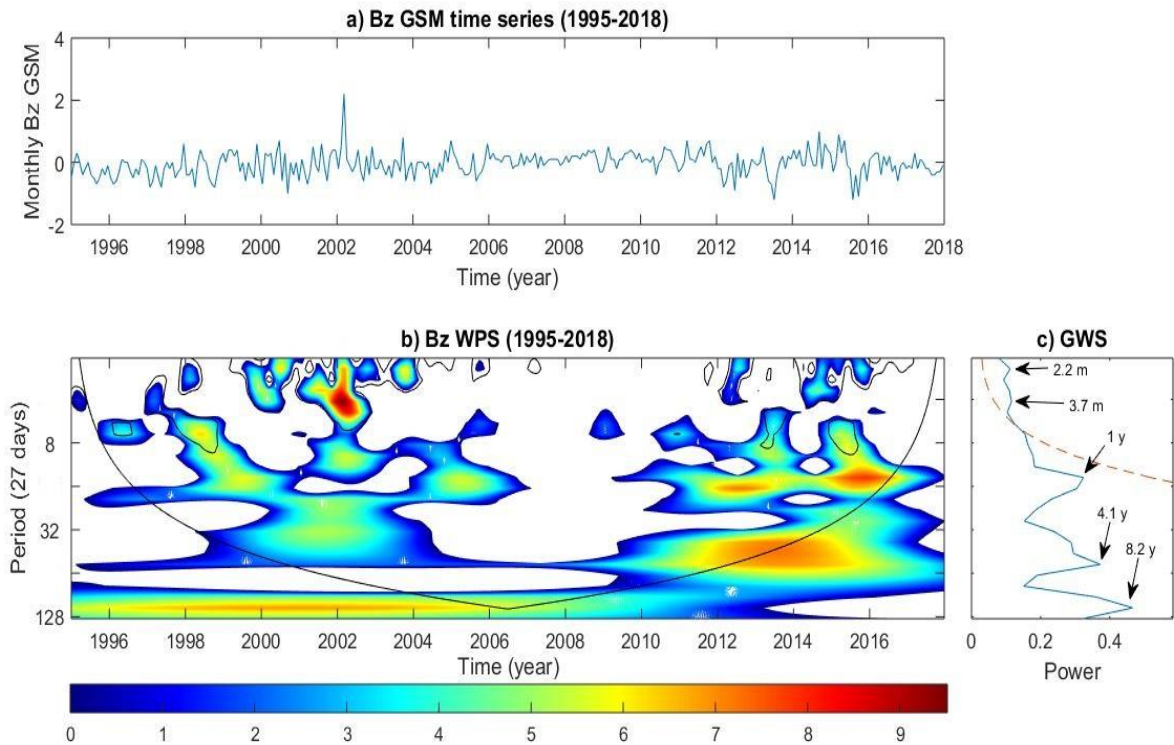 a) Bz GSM time series (1995-2018)
Monthly Bz GSM
4
2
0
-2
1996 1998 2000 2002 2004 2006 2008 2010 2012 2014 2016 2018
Time (year)
b) Bz WPS (1995-2018)
Period (27 days)
8
32
128
1996 1998 2000 2002 2004 2006 2008 2010 2012 2014 2016
Time (year)
c) GWS
2.2 m
3.7 m
1 y
4.1 y
8.2 y
0 0.2 0.4
Power
0 1 2 3 4 5 6 7 8 9